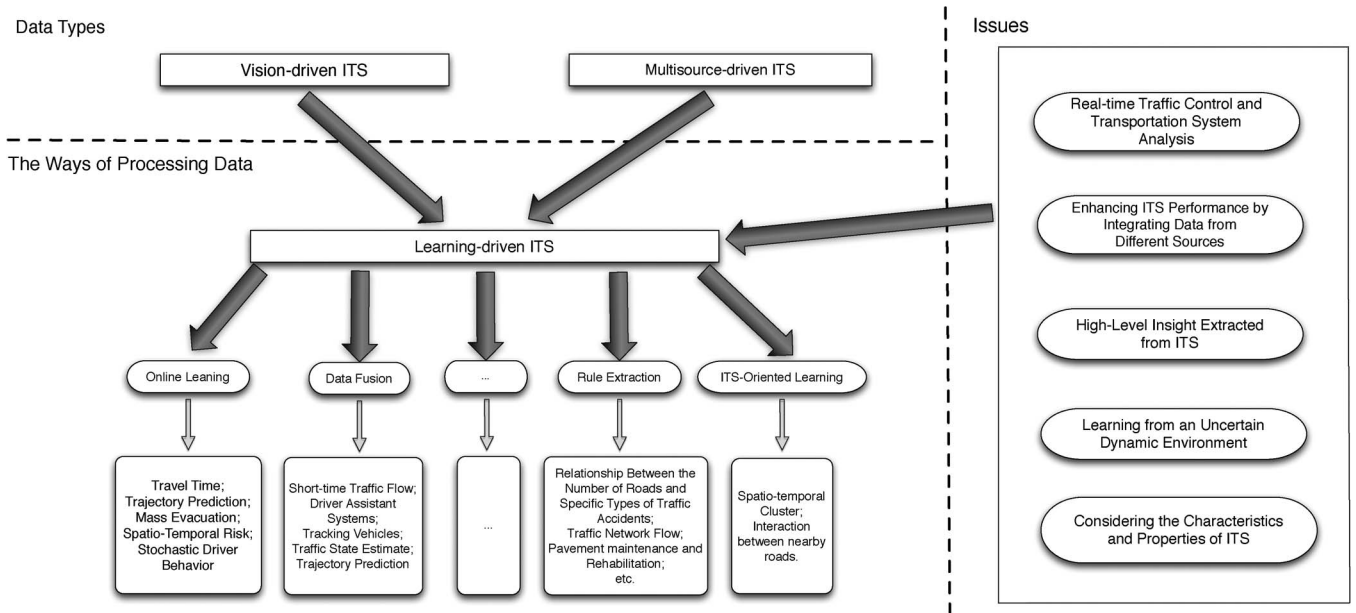 Data Types
Vision-driven ITS
Multisource-driven ITS
The Ways of Processing Data
Learning-driven ITS
Online Leaning
Data Fusion
...
Rule Extraction
ITS-Oriented Learning
Travel Time;
Trajectory Prediction;
Mass Evacuation;
Spatio-Temporal Risk;
Stochastic Driver
Behavior
Short-time Traffic Flow;
Driver Assistant
Systems;
Tracking Vehicles;
Traffic State Estimate;
Trajectory Prediction
...
Relationship Between the
Number of Roads and
Specific Types of Traffic
Accidents;
Traffic Network Flow;
Pavement maintenance and
Rehabilitation;
etc.
Spatio-temporal
Cluster;
Interaction
between nearby
roads.
Issues
Real-time Traffic Control and
Transportation System
Analysis
Enhancing ITS Performance by
Integrating Data from
Different Sources
High-Level Insight Extracted
from ITS
Learning from an Uncertain
Dynamic Environment
Considering the Characteristics
and Properties of ITS